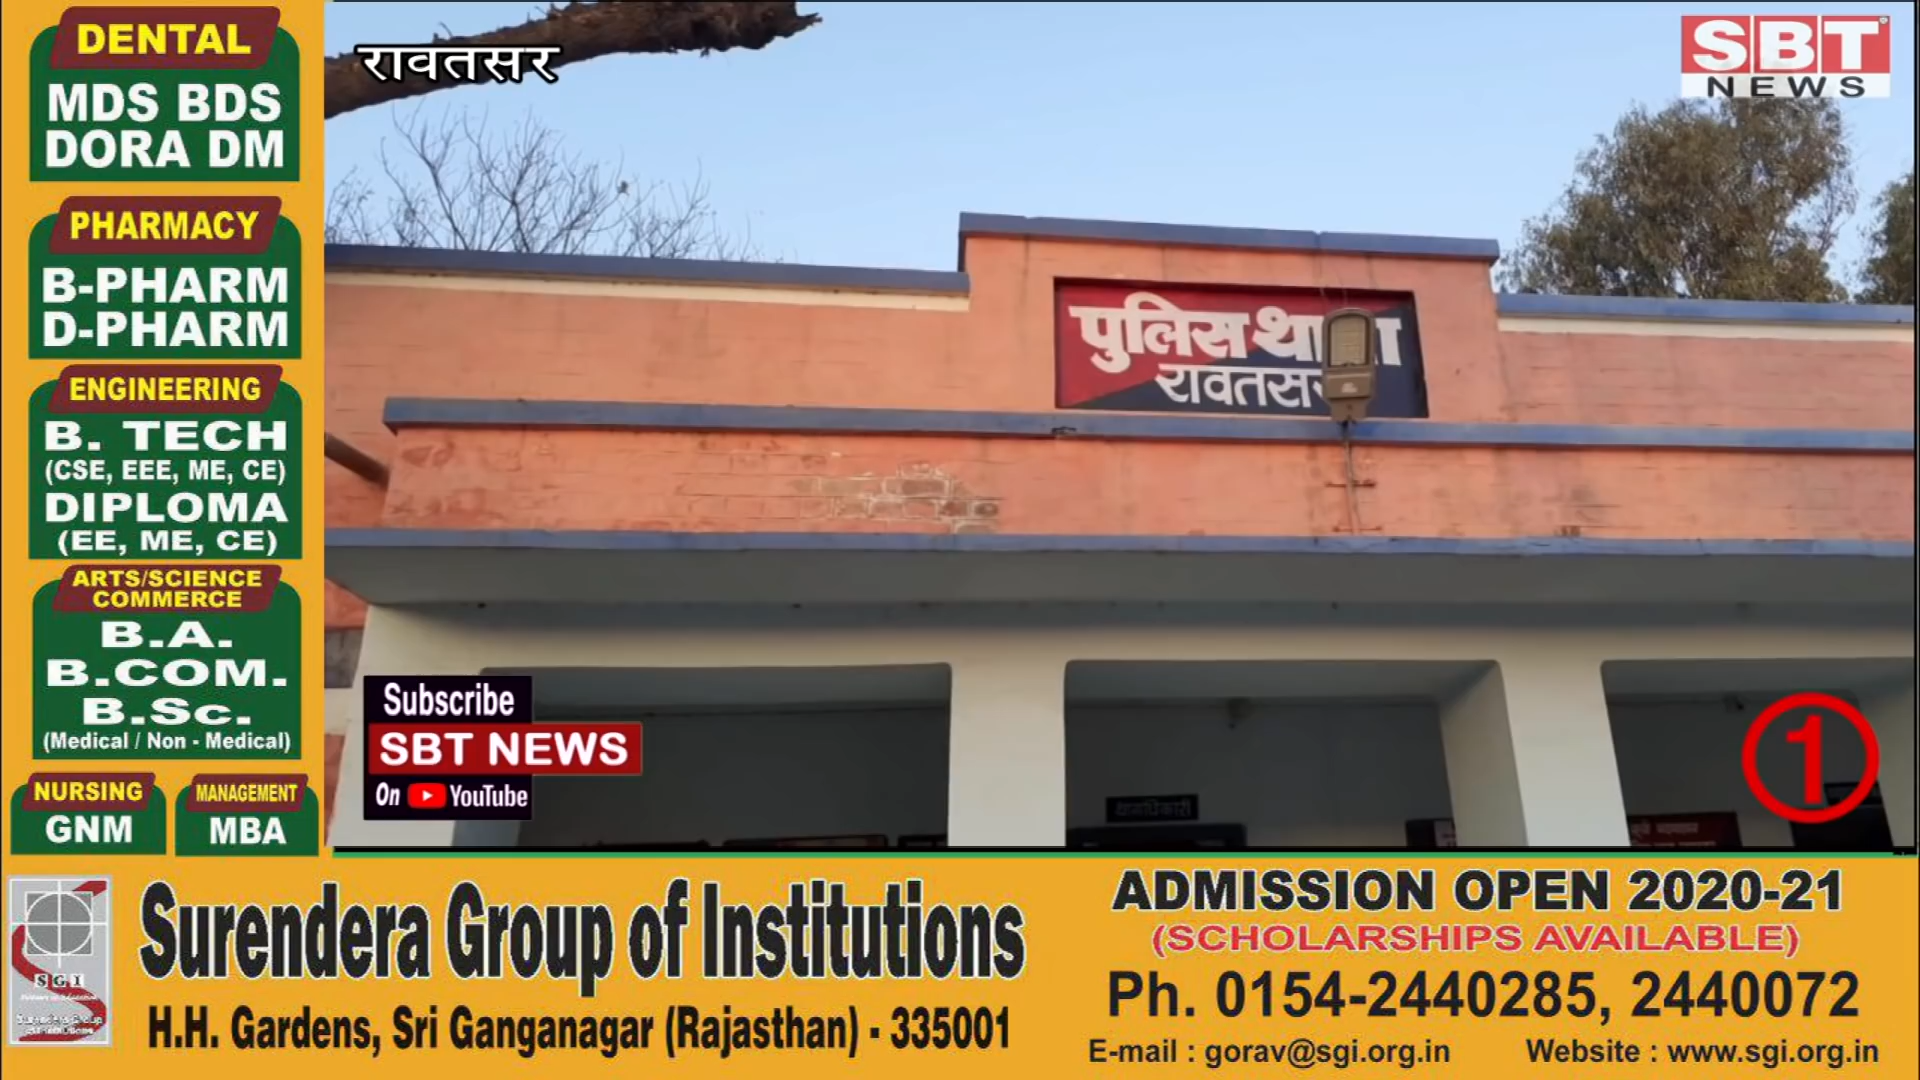 DENTAL
MDS BDS
DORA DM
PHARMACY
B-PHARM
D-PHARM
ENGINEERING
B. TECH
(CSE, EEE, ME, CE)
DIPLOMA
(EE, ME, CE)
ARTS/SCIENCE
COMMERCE
B.A.
B.COM.
B.Sc.
(Medical / Non - Medical)
NURSING
GNM
MANAGEMENT
MBA
रावतसर
SBT
NEWS
पुलिस थाना
रावतसर
थानाधिकारी
Subscribe
SBT NEWS
On YouTube
1
SGI
Surendera Group of Institutions
H.H. Gardens, Sri Ganganagar (Rajasthan) - 335001
ADMISSION OPEN 2020-21
(SCHOLARSHIPS AVAILABLE)
Ph. 0154-2440285, 2440072
E-mail : gorav@sgi.org.in
Website : www.sgi.org.in